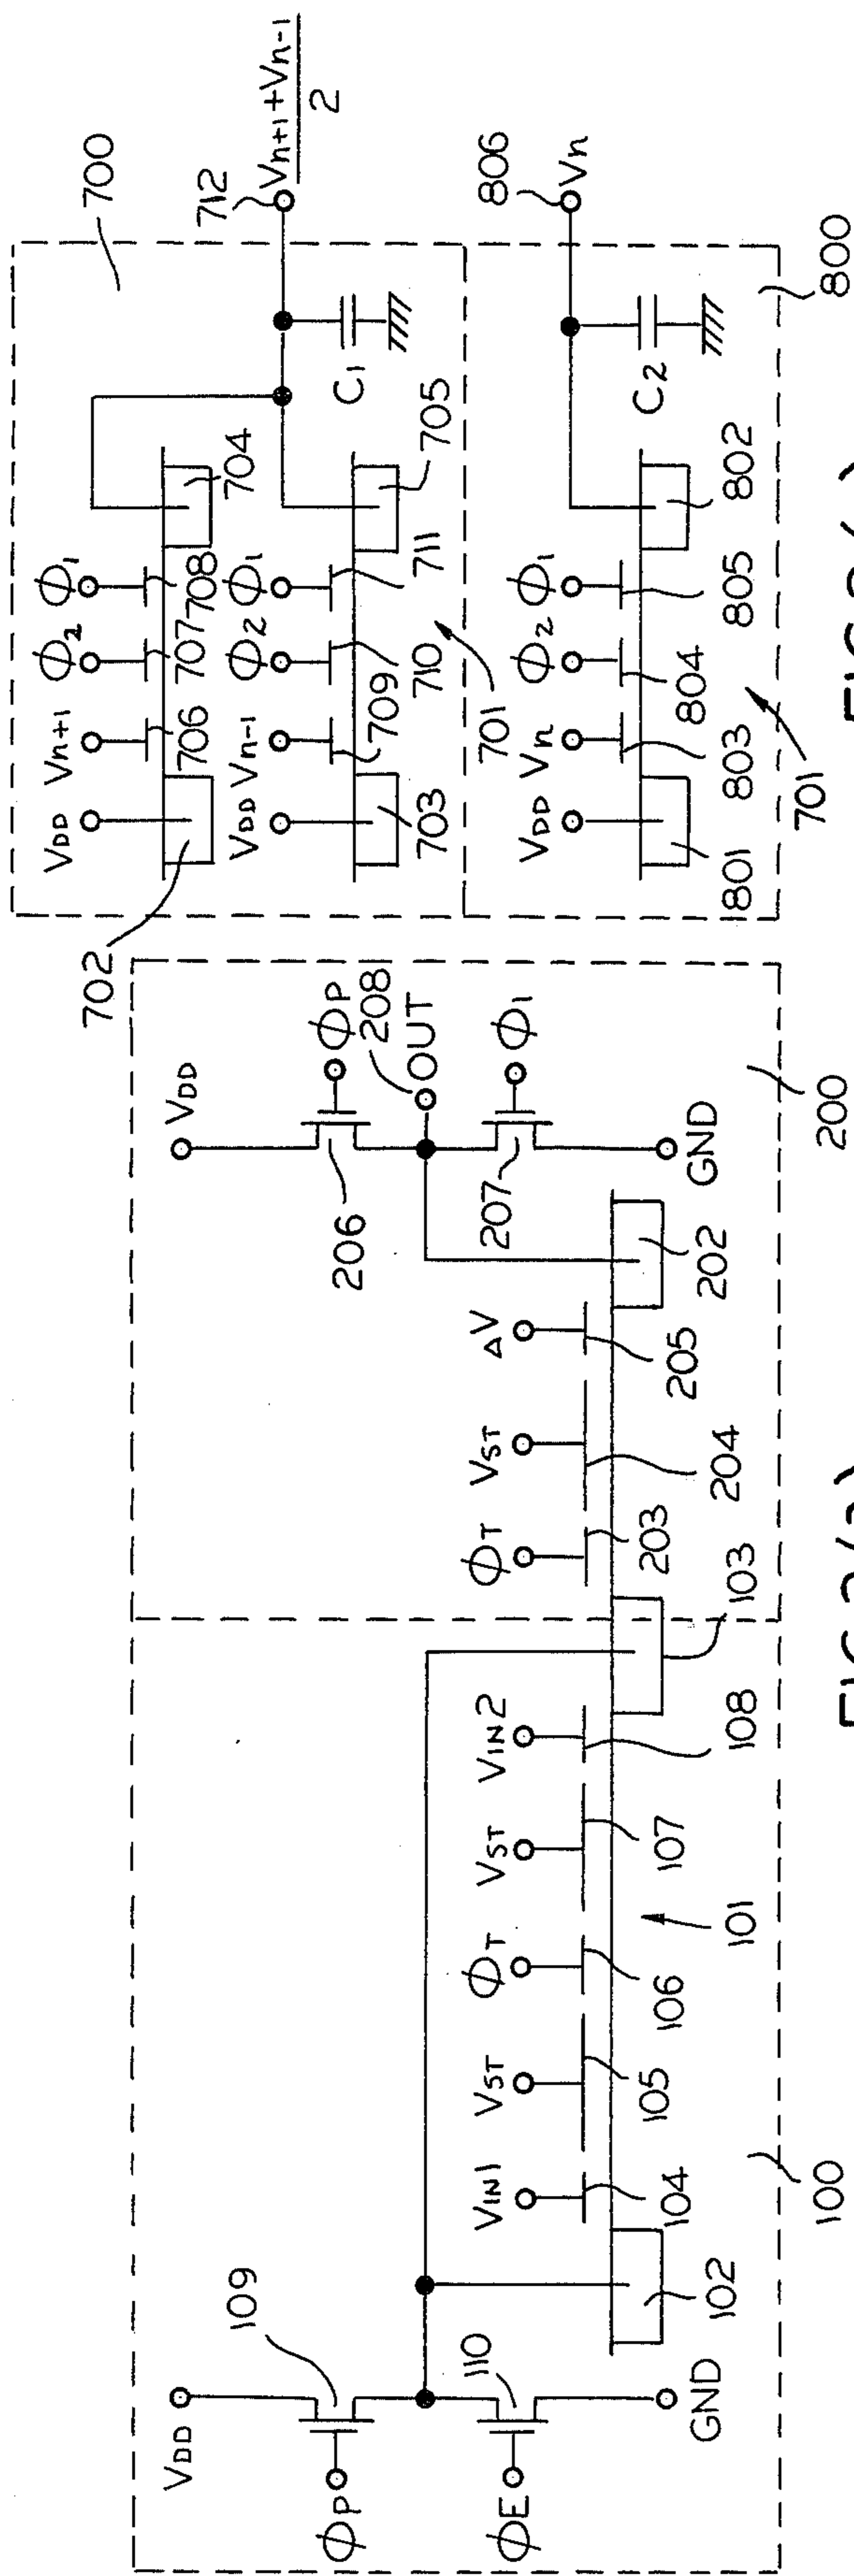 VDD
109
ΦP
110
ΦE
GND
102
VIN1
104
VST
105
ΦT
106
101
VST
107
VIN2
108
103
100
ΦT
203
VST
204
ΔV
205
202
VDD
206
ΦP
208
OUT
207
Φ1
GND
200
702
VDD
Vn+1
706
Φ2
707
Φ1
708
704
700
VDD
703
Vn-1
709
Φ2
710
Φ1
711
705
701
C1
712
Vn+1+Vn-1
2
VDD
801
Vn
803
Φ2
804
Φ1
805
802
701
C2
806
Vn
800